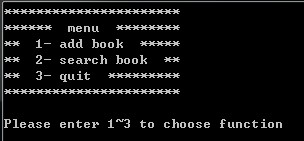 **********************
******  menu  ********
**  1- add book  *****
**  2- search book  **
**  3- quit  *********
**********************
Please enter 1~3 to choose function